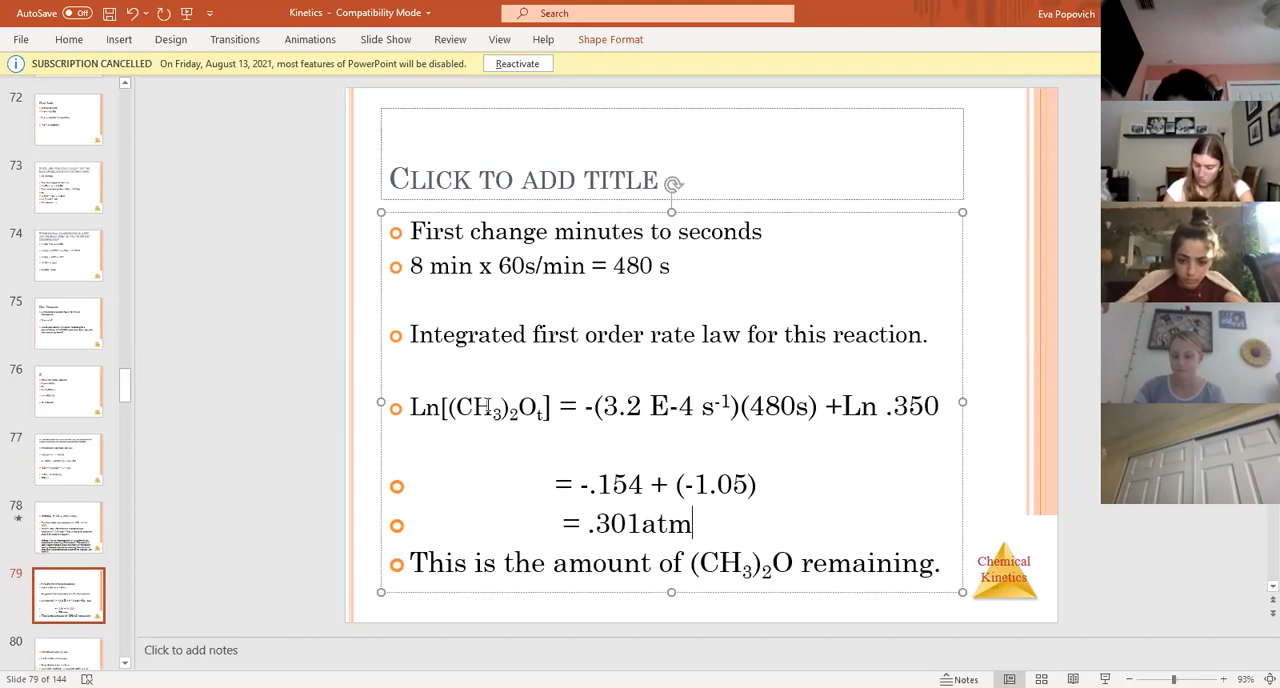 AutoSave Off Kinetics - Compatibility Mode Search Eva Popovich
File Home Insert Design Transitions Animations Slide Show Review View Help Shape Format
SUBSCRIPTION CANCELLED On Friday, August 13, 2021, most features of PowerPoint will be disabled. Reactivate
72
73
74
75
76
77
78
79
80
CLICK TO ADD TITLE
First change minutes to seconds
8 min x 60s/min = 480 s
Integrated first order rate law for this reaction.
Ln[(CH₃)₂Oₜ] = -(3.2 E-4 s⁻¹)(480s) +Ln .350
= -.154 + (-1.05)
= .301atm
This is the amount of (CH₃)₂O remaining.
Chemical
Kinetics
Click to add notes
Slide 79 of 144 Notes 93%